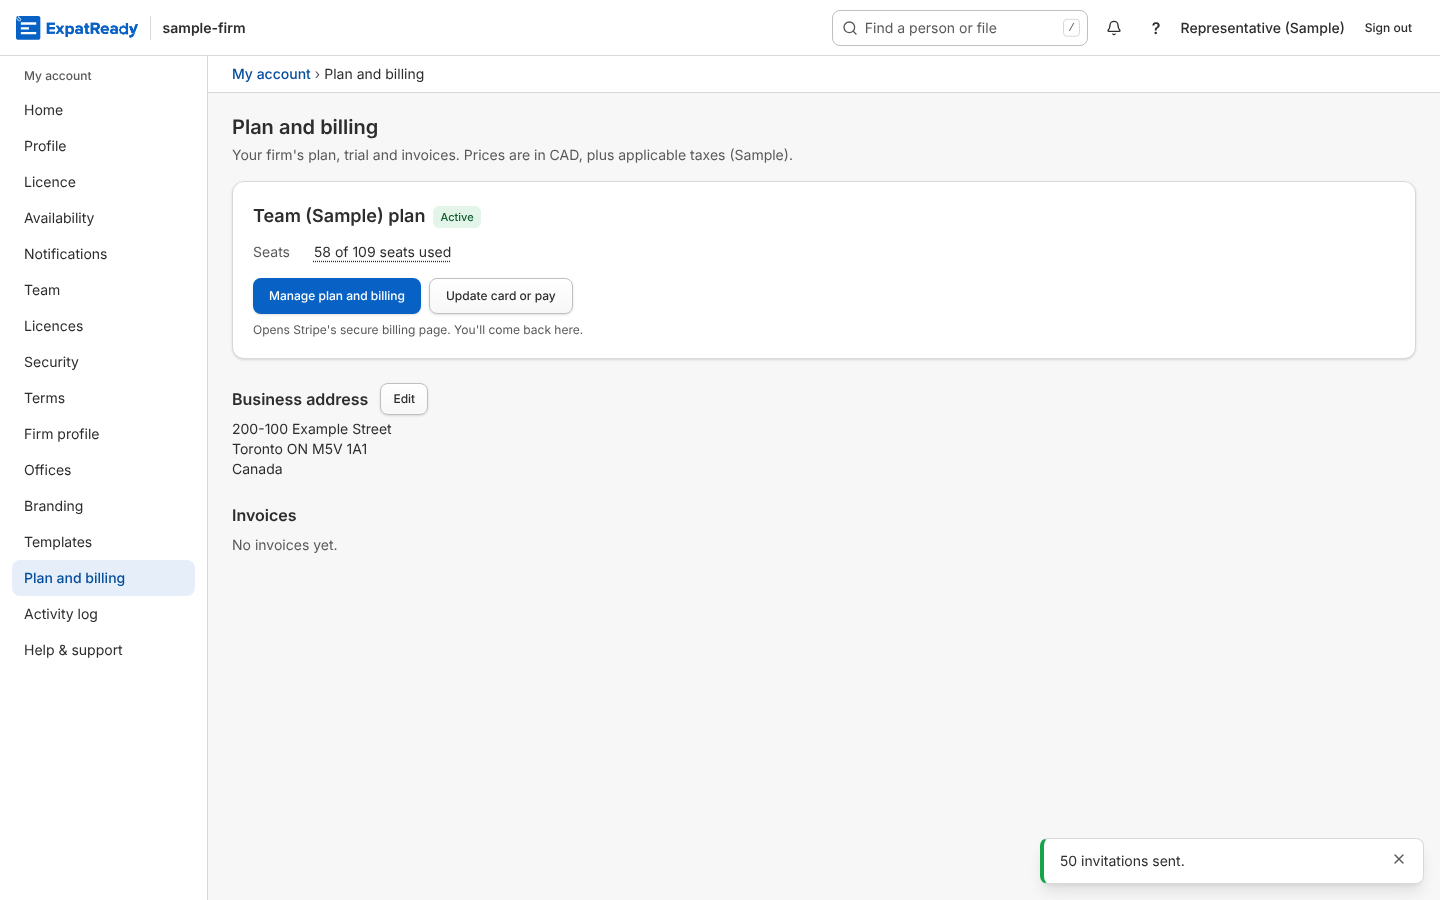 ExpatReady
sample-firm
Find a person or file
/
?
Representative (Sample)
Sign out
My account
Home
Profile
Licence
Availability
Notifications
Team
Licences
Security
Terms
Firm profile
Offices
Branding
Templates
Plan and billing
Activity log
Help & support
My account › Plan and billing
Plan and billing
Your firm's plan, trial and invoices. Prices are in CAD, plus applicable taxes (Sample).
Team (Sample) plan Active
Seats 58 of 109 seats used
Manage plan and billing
Update card or pay
Opens Stripe's secure billing page. You'll come back here.
Business address
Edit
200-100 Example Street
Toronto ON M5V 1A1
Canada
Invoices
No invoices yet.
50 invitations sent.